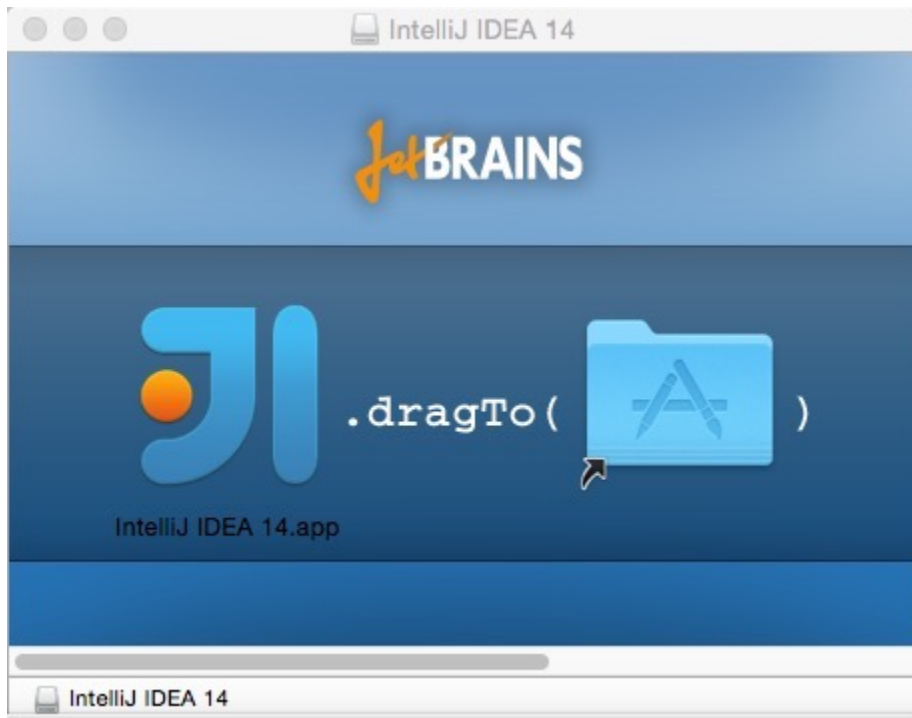 IntelliJ IDEA 14
JetBRAINS
.dragTo( )
IntelliJ IDEA 14.app
IntelliJ IDEA 14